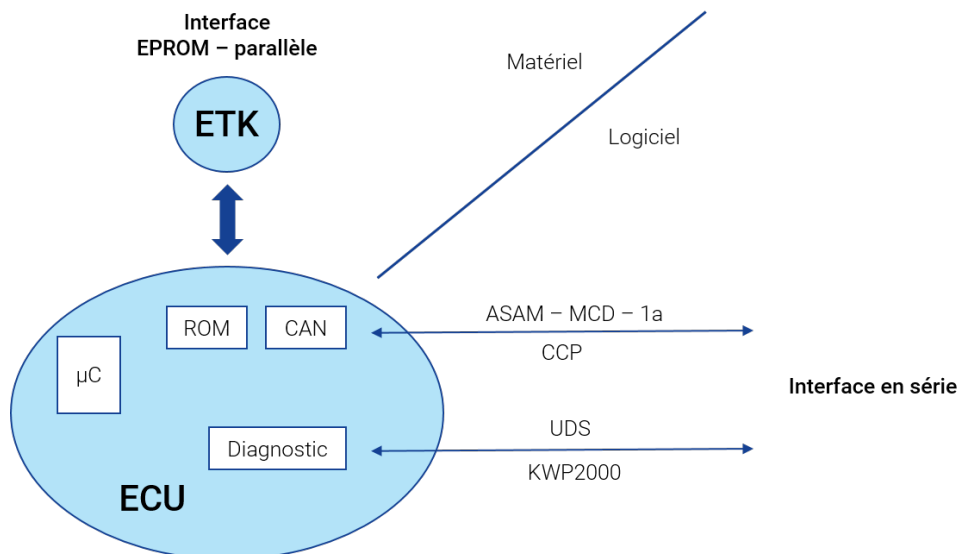 Interface
EPROM – parallèle
ETK
Matériel
Logiciel
ROM
CAN
µC
Diagnostic
ECU
ASAM – MCD – 1a
CCP
UDS
KWP2000
Interface en série